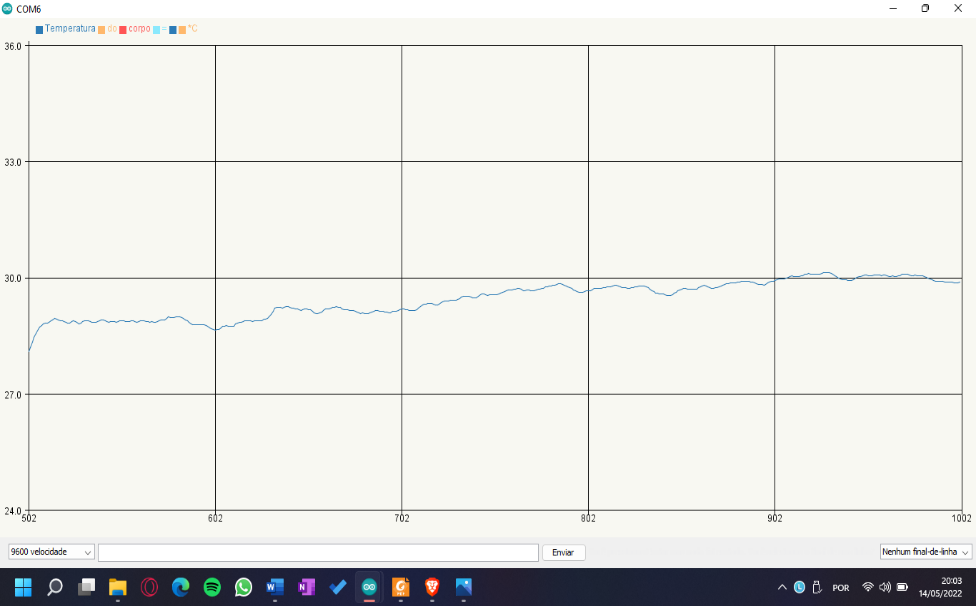 COM6
Temperatura do corpo = °C
36.0
33.0
30.0
27.0
24.0
502 602 702 802 902 1002
9600 velocidade Enviar Nenhum final-de-linha
POR 20:03
14/05/2022